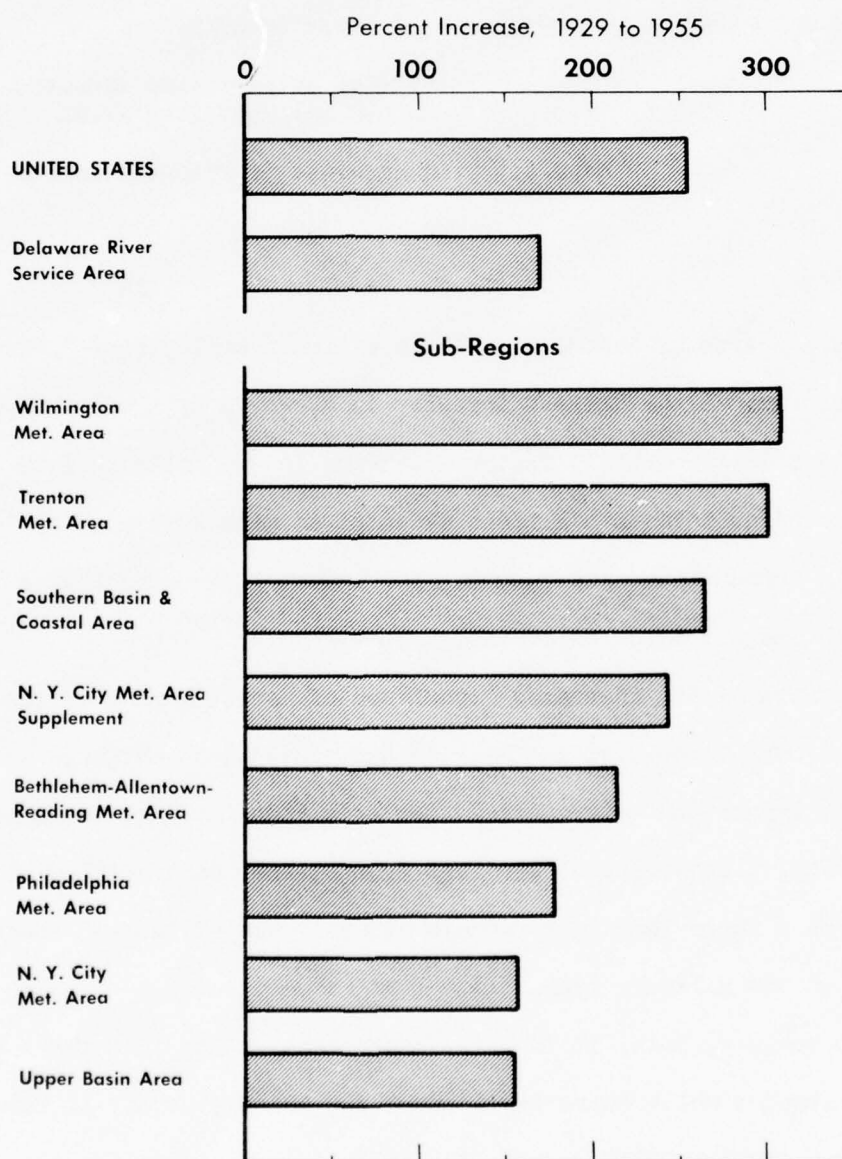 Percent Increase, 1929 to 1955
0 100 200 300
UNITED STATES
Delaware River
Service Area
Sub-Regions
Wilmington
Met. Area
Trenton
Met. Area
Southern Basin &
Coastal Area
N. Y. City Met. Area
Supplement
Bethlehem-Allentown-
Reading Met. Area
Philadelphia
Met. Area
N. Y. City
Met. Area
Upper Basin Area